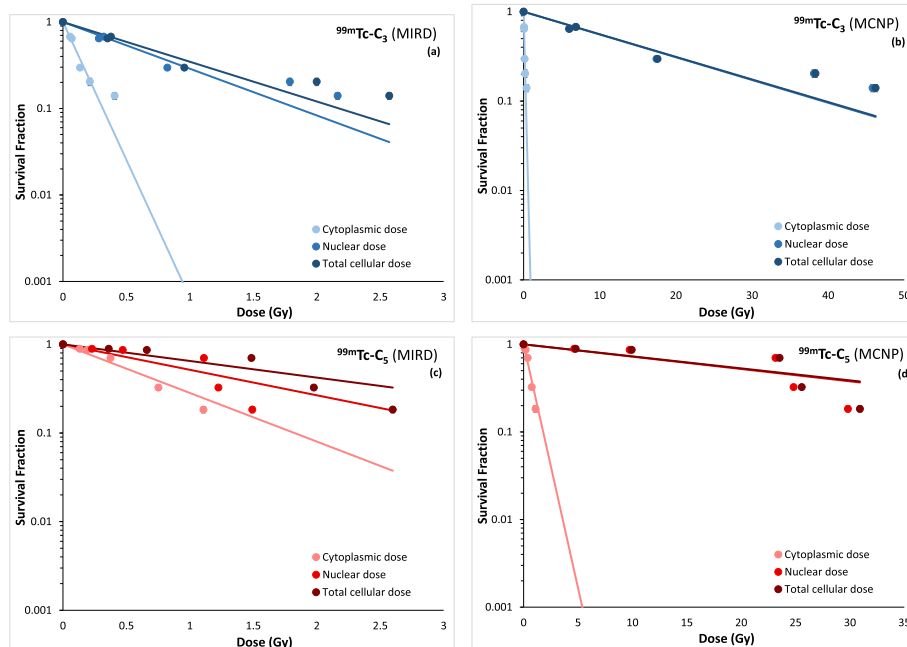 ⁹⁹ᵐTc-C₃ (MIRD)
(a)
Survival Fraction
1
0.1
0.01
0.001
Cytoplasmic dose
Nuclear dose
Total cellular dose
0 0.5 1 1.5 2 2.5 3
Dose (Gy)
⁹⁹ᵐTc-C₃ (MCNP)
(b)
Survival Fraction
1
0.1
0.01
0.001
Cytoplasmic dose
Nuclear dose
Total cellular dose
0 10 20 30 40 50
Dose (Gy)
⁹⁹ᵐTc-C₅ (MIRD)
(c)
Survival Fraction
1
0.1
0.01
0.001
Cytoplasmic dose
Nuclear dose
Total cellular dose
0 0.5 1 1.5 2 2.5 3
Dose (Gy)
⁹⁹ᵐTc-C₅ (MCNP)
(d
Survival Fraction
1
0.1
0.01
0.001
Cytoplasmic dose
Nuclear dose
Total cellular dose
0 5 10 15 20 25 30 35
Dose (Gy)